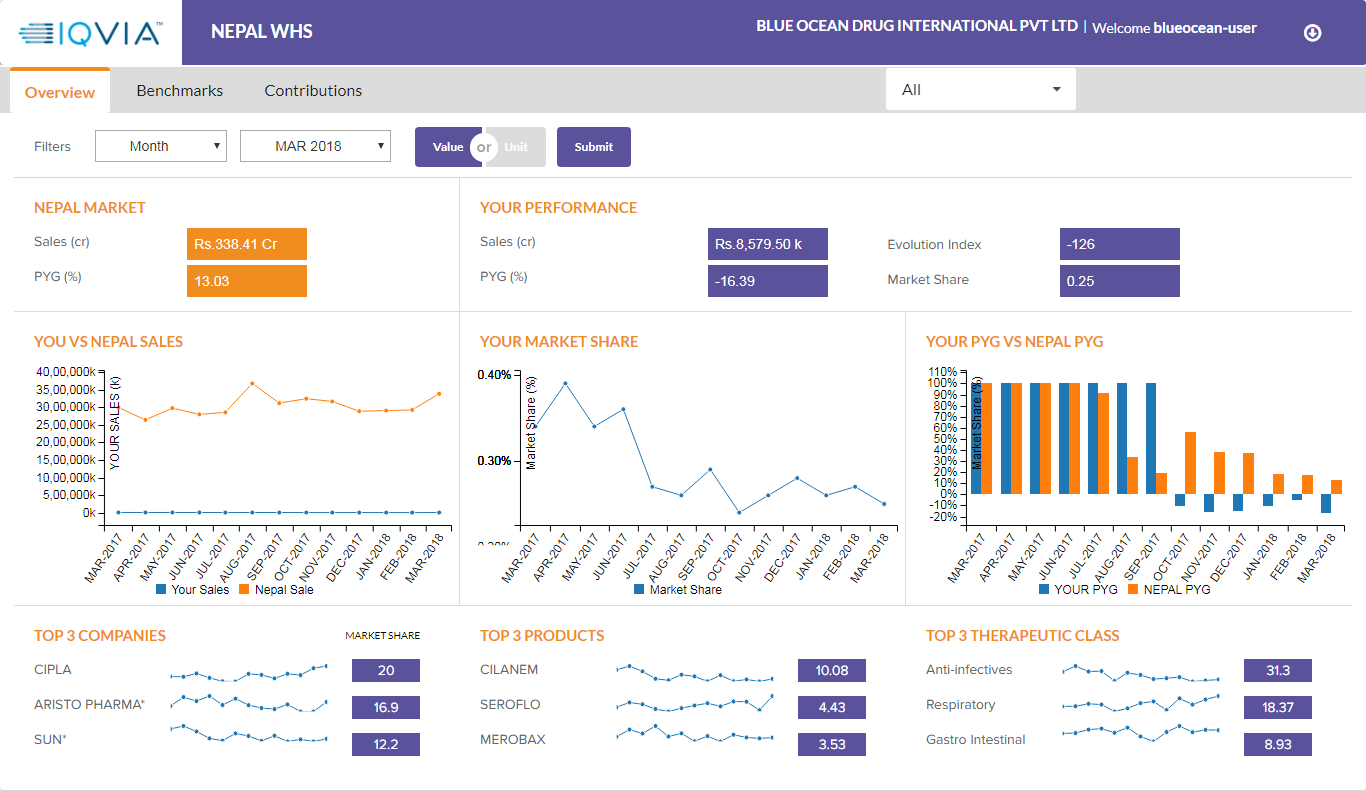 IQVIA™
NEPAL WHS
BLUE OCEAN DRUG INTERNATIONAL PVT LTD | Welcome blueocean-user
Overview
Benchmarks
Contributions
All
Filters
Month
MAR 2018
Value or Unit
Submit
NEPAL MARKET
Sales (cr)
Rs.338.41 Cr
PYG (%)
13.03
YOUR PERFORMANCE
Sales (cr)
Rs.8,579.50 k
Evolution Index
-126
PYG (%)
-16.39
Market Share
0.25
YOU VS NEPAL SALES
40,00,000k
35,00,000k
30,00,000k
25,00,000k
20,00,000k
15,00,000k
10,00,000k
5,00,000k
0k
YOUR SALES (k)
MAR-2017
APR-2017
MAY-2017
JUN-2017
JUL-2017
AUG-2017
SEP-2017
OCT-2017
NOV-2017
DEC-2017
JAN-2018
FEB-2018
MAR-2018
Your Sales
Nepal Sale
YOUR MARKET SHARE
0.40%
0.30%
Market Share (%)
MAR-2017
APR-2017
MAY-2017
JUN-2017
JUL-2017
AUG-2017
SEP-2017
OCT-2017
NOV-2017
DEC-2017
JAN-2018
FEB-2018
MAR-2018
Market Share
YOUR PYG VS NEPAL PYG
110%
100%
90%
80%
70%
60%
50%
40%
30%
20%
10%
0%
-10%
-20%
Market Share (%)
MAR-2017
APR-2017
MAY-2017
JUN-2017
JUL-2017
AUG-2017
SEP-2017
OCT-2017
NOV-2017
DEC-2017
JAN-2018
FEB-2018
MAR-2018
YOUR PYG
NEPAL PYG
TOP 3 COMPANIES
MARKET SHARE
CIPLA
20
ARISTO PHARMA*
16.9
SUN*
12.2
TOP 3 PRODUCTS
CILANEM
10.08
SEROFLO
4.43
MEROBAX
3.53
TOP 3 THERAPEUTIC CLASS
Anti-infectives
31.3
Respiratory
18.37
Gastro Intestinal
8.93